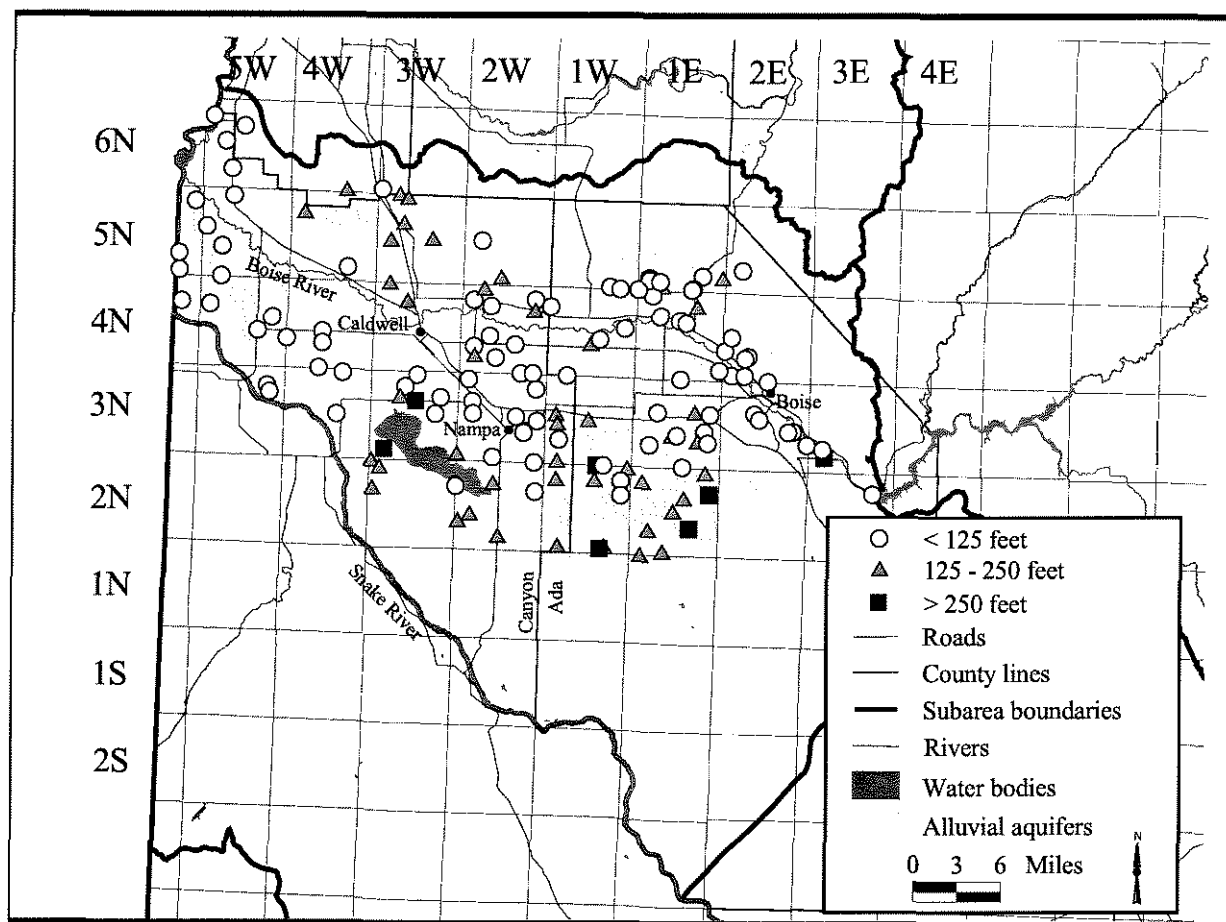 5W 4W 3W 2W 1W 1E 2E 3E 4E
6N
5N
Boise River
4N
Caldwell
3N
Boise
Nampa
2N
1N
Snake River
Canyon
Ada
1S
2S
< 125 feet
125 - 250 feet
> 250 feet
Roads
County lines
Subarea boundaries
Rivers
Water bodies
Alluvial aquifers
0 3 6 Miles
N